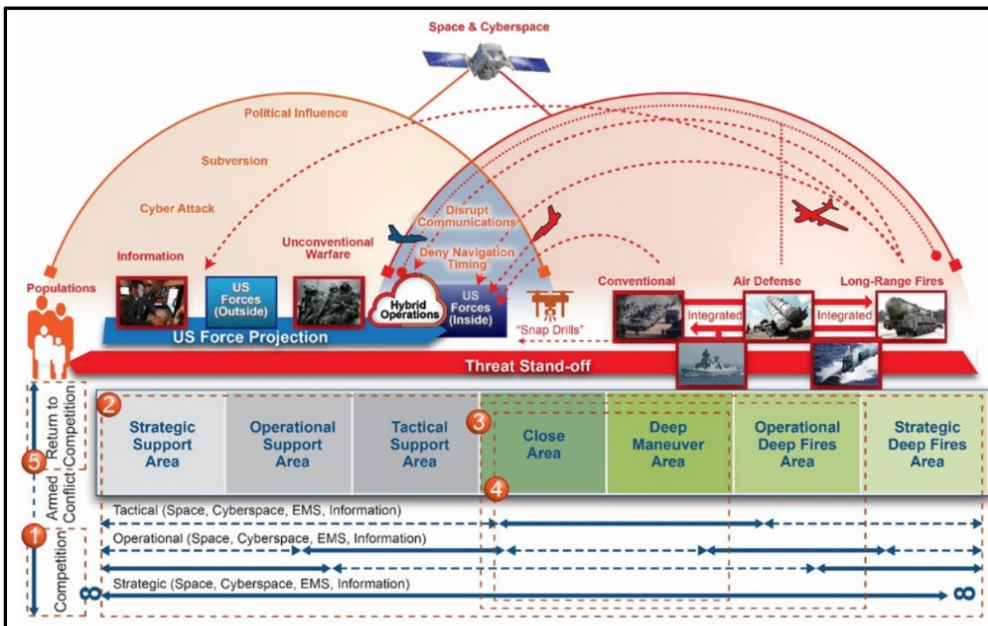 Space & Cyberspace
Political Influence
Subversion
Cyber Attack
Disrupt
Communications
Deny Navigation
Timing
Information
Unconventional
Warfare
Populations
US
Forces
(Outside)
Hybrid
Operations
US
Forces
(Inside)
"Snap Drills"
Conventional
Air Defense
Long-Range Fires
Integrated
Integrated
US Force Projection
Threat Stand-off
Return to
Competition
5
Armed
Conflict
1
Competition
2
Strategic
Support
Area
Operational
Support
Area
Tactical
Support
Area
3
Close
Area
4
Deep
Maneuver
Area
Operational
Deep Fires
Area
Strategic
Deep Fires
Area
Tactical (Space, Cyberspace, EMS, Information)
Operational (Space, Cyberspace, EMS, Information)
Strategic (Space, Cyberspace, EMS, Information)
∞
∞